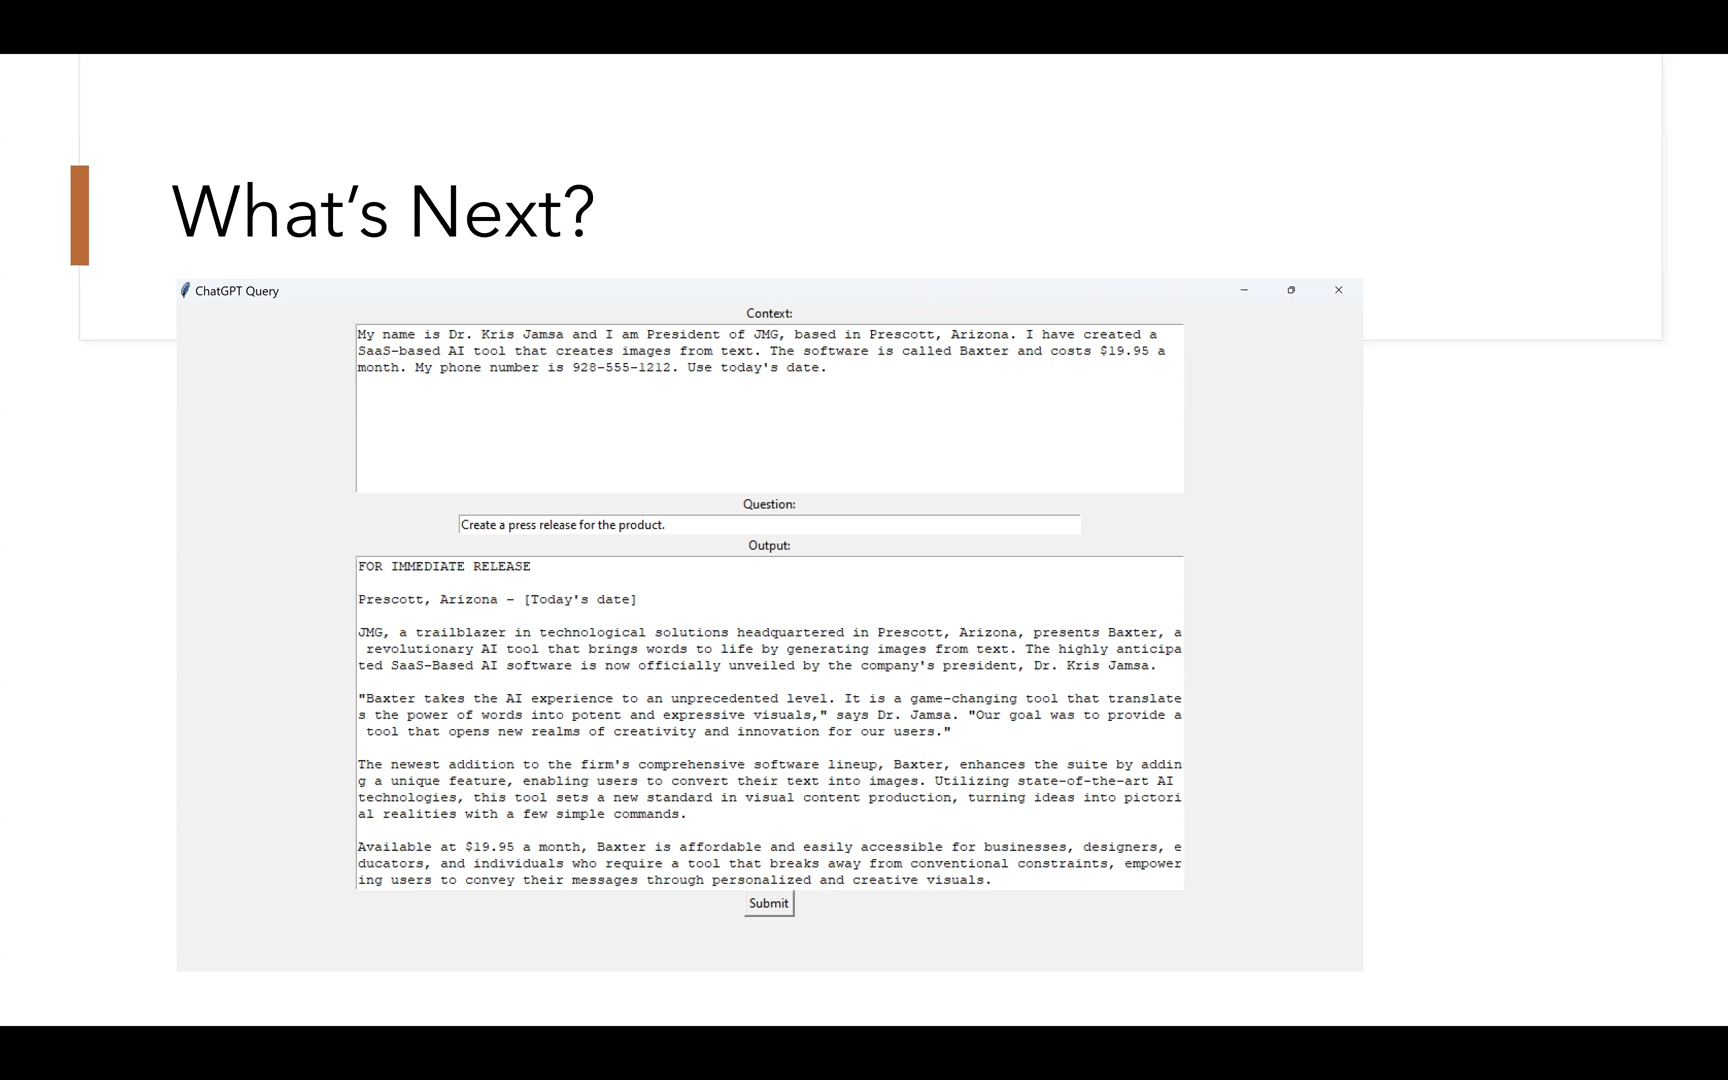 What's Next?
ChatGPT Query
Context:
My name is Dr. Kris Jamsa and I am President of JMG, based in Prescott, Arizona. I have created a
SaaS-based AI tool that creates images from text. The software is called Baxter and costs $19.95 a
month. My phone number is 928-555-1212. Use today's date.
Question:
Create a press release for the product.
Output:
FOR IMMEDIATE RELEASE
Prescott, Arizona - [Today's date]
JMG, a trailblazer in technological solutions headquartered in Prescott, Arizona, presents Baxter, a
revolutionary AI tool that brings words to life by generating images from text. The highly anticipa
ted SaaS-Based AI software is now officially unveiled by the company's president, Dr. Kris Jamsa.
"Baxter takes the AI experience to an unprecedented level. It is a game-changing tool that translate
s the power of words into potent and expressive visuals," says Dr. Jamsa. "Our goal was to provide a
tool that opens new realms of creativity and innovation for our users."
The newest addition to the firm's comprehensive software lineup, Baxter, enhances the suite by addin
g a unique feature, enabling users to convert their text into images. Utilizing state-of-the-art AI
technologies, this tool sets a new standard in visual content production, turning ideas into pictori
al realities with a few simple commands.
Available at $19.95 a month, Baxter is affordable and easily accessible for businesses, designers, e
ducators, and individuals who require a tool that breaks away from conventional constraints, empower
ing users to convey their messages through personalized and creative visuals.
Submit